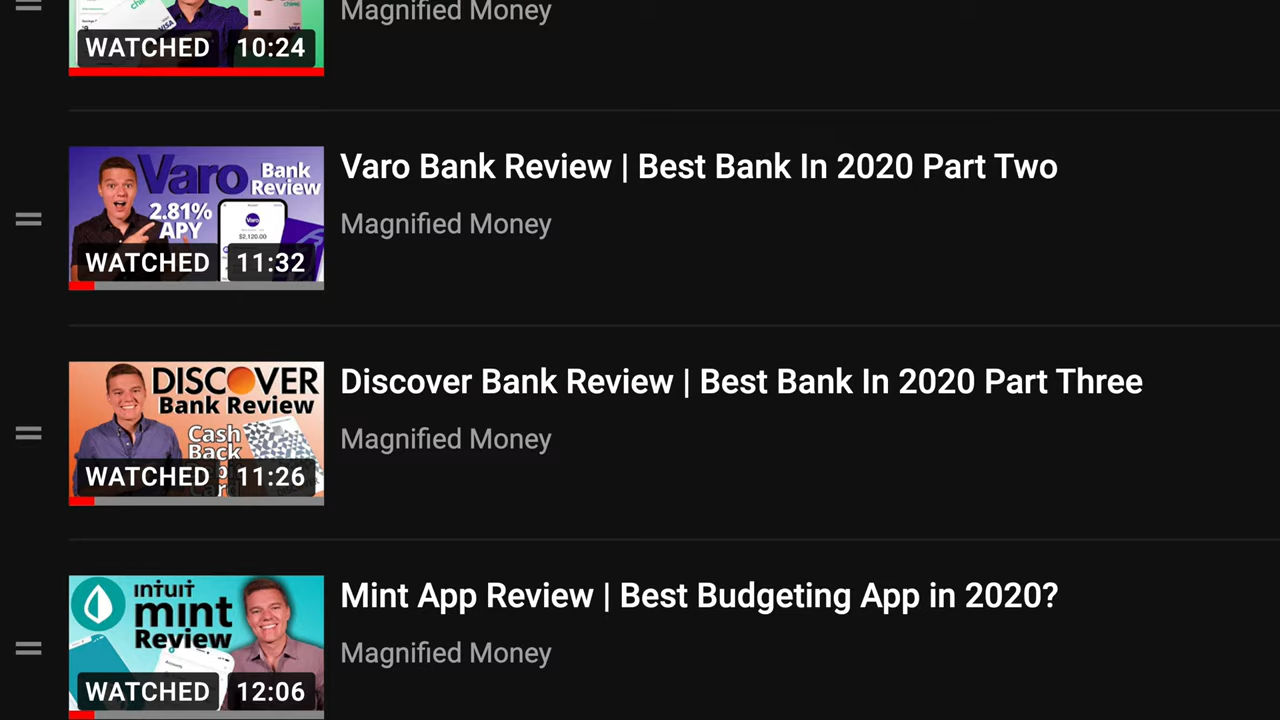 Magnified Money
chime
VISA
WATCHED 10:24
Varo Bank Review
2.81% APY
Varo
$2,120.00
WATCHED 11:32
Varo Bank Review | Best Bank In 2020 Part Two
Magnified Money
DISCOVER
Bank Review
Cash
Back
WATCHED 11:26
Discover Bank Review | Best Bank In 2020 Part Three
Magnified Money
intuit
mint
Review
WATCHED 12:06
Mint App Review | Best Budgeting App in 2020?
Magnified Money